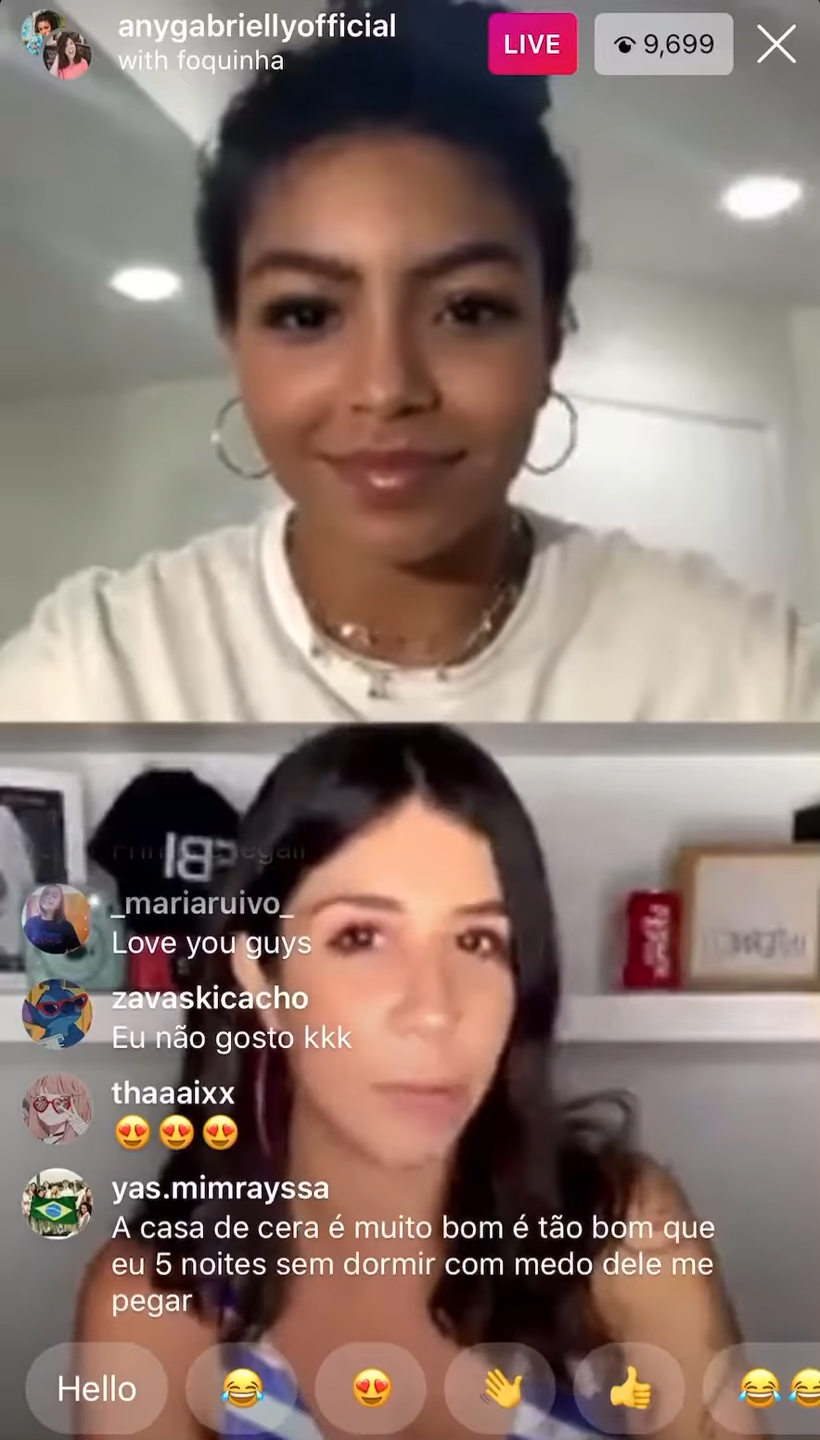 anygabriellyofficial
with foquinha
LIVE
9,699
_mariaruivo_
Love you guys
zavaskicacho
Eu não gosto kkk
thaaaixx
😍😍😍
yas.mimrayssa
A casa de cera é muito bom é tão bom que
eu 5 noites sem dormir com medo dele me
pegar
Hello